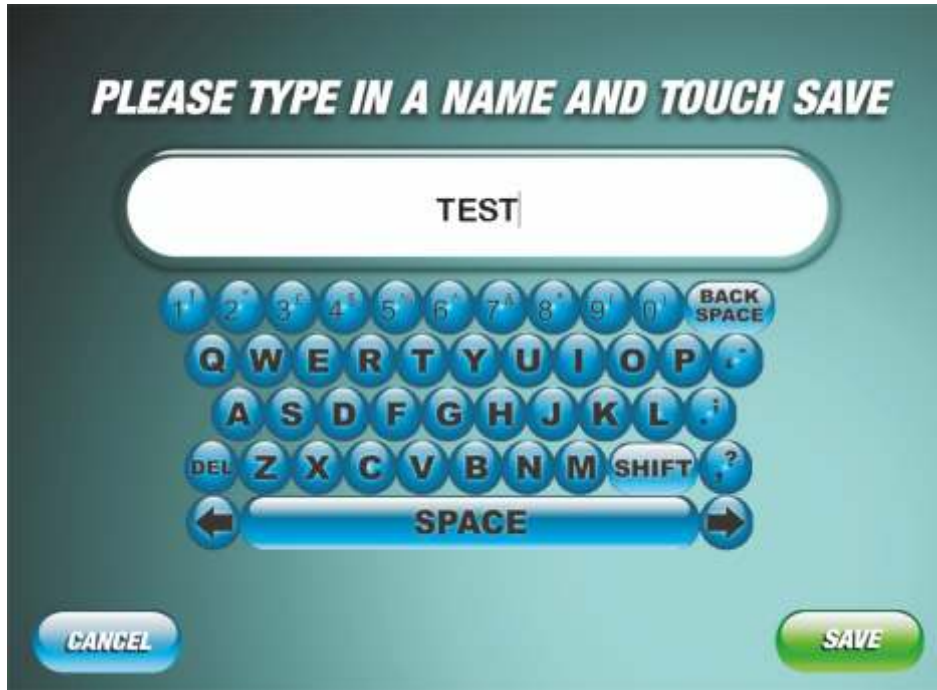 PLEASE TYPE IN A NAME AND TOUCH SAVE
TEST
1 2 3 4 5 6 7 8 9 0 BACK SPACE
Q W E R T Y U I O P
A S D F G H J K L
DEL Z X C V B N M SHIFT , ?
SPACE
CANCEL
SAVE